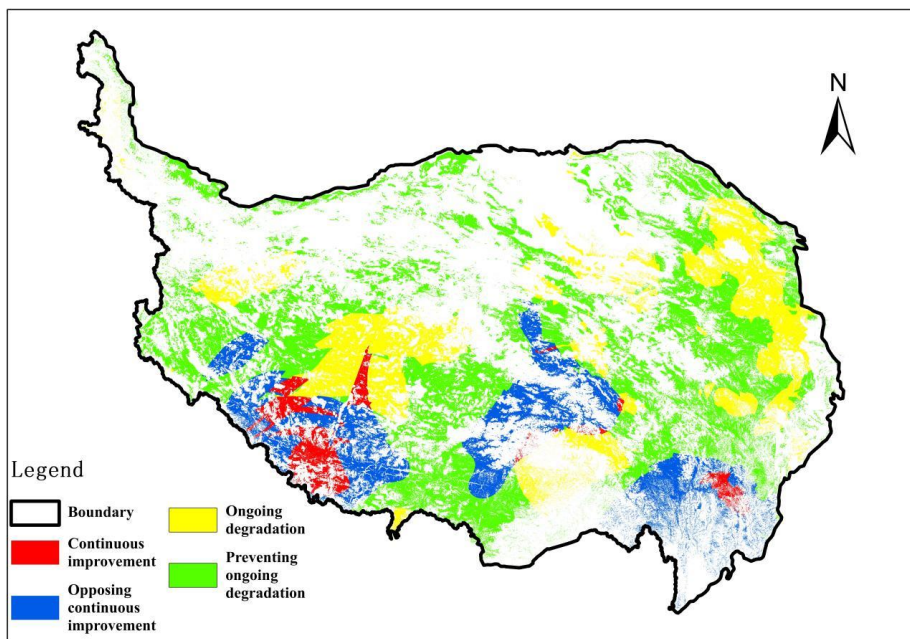 N
Legend
Boundary
Continuous
improvement
Opposing
continuous
improvement
Ongoing
degradation
Preventing
ongoing
degradation